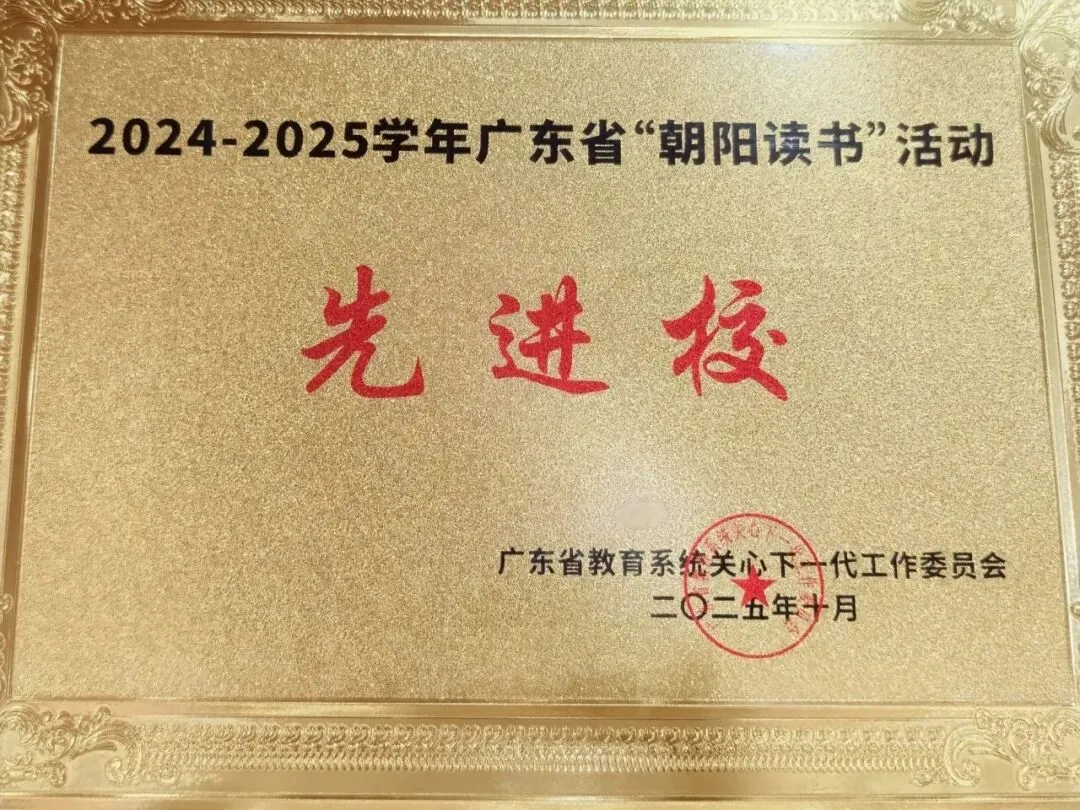 2024-2025学年广东省“朝阳读书”活动
先进校
广东省教育系统关心下一代工作委员会
二〇二五年十月